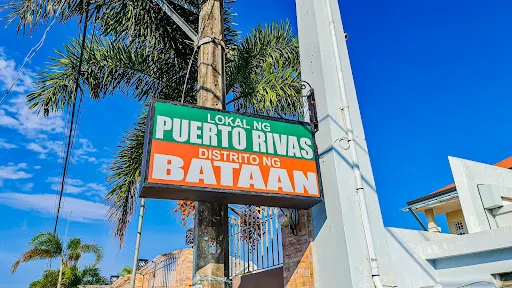 LOKAL NG
PUERTO RIVAS
DISTRITO NG
BATAAN